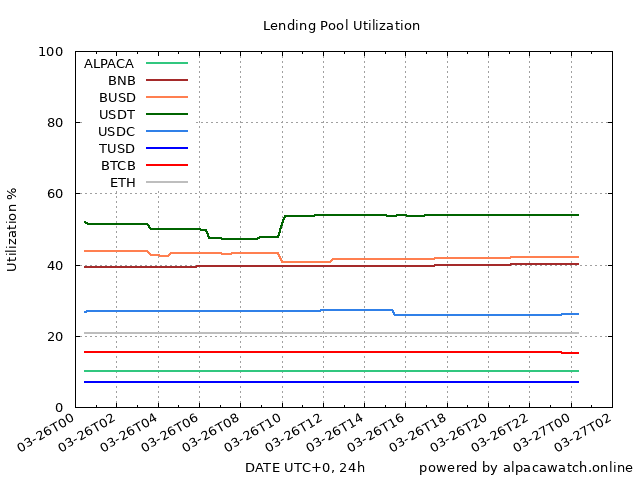 Lending Pool Utilization
100
80
60
40
20
0
Utilization %
ALPACA
BNB
BUSD
USDT
USDC
TUSD
BTCB
ETH
03-26T00
03-26T02
03-26T04
03-26T06
03-26T08
03-26T10
03-26T12
03-26T14
03-26T16
03-26T18
03-26T20
03-26T22
03-27T00
03-27T02
DATE UTC+0, 24h
powered by alpacawatch.online